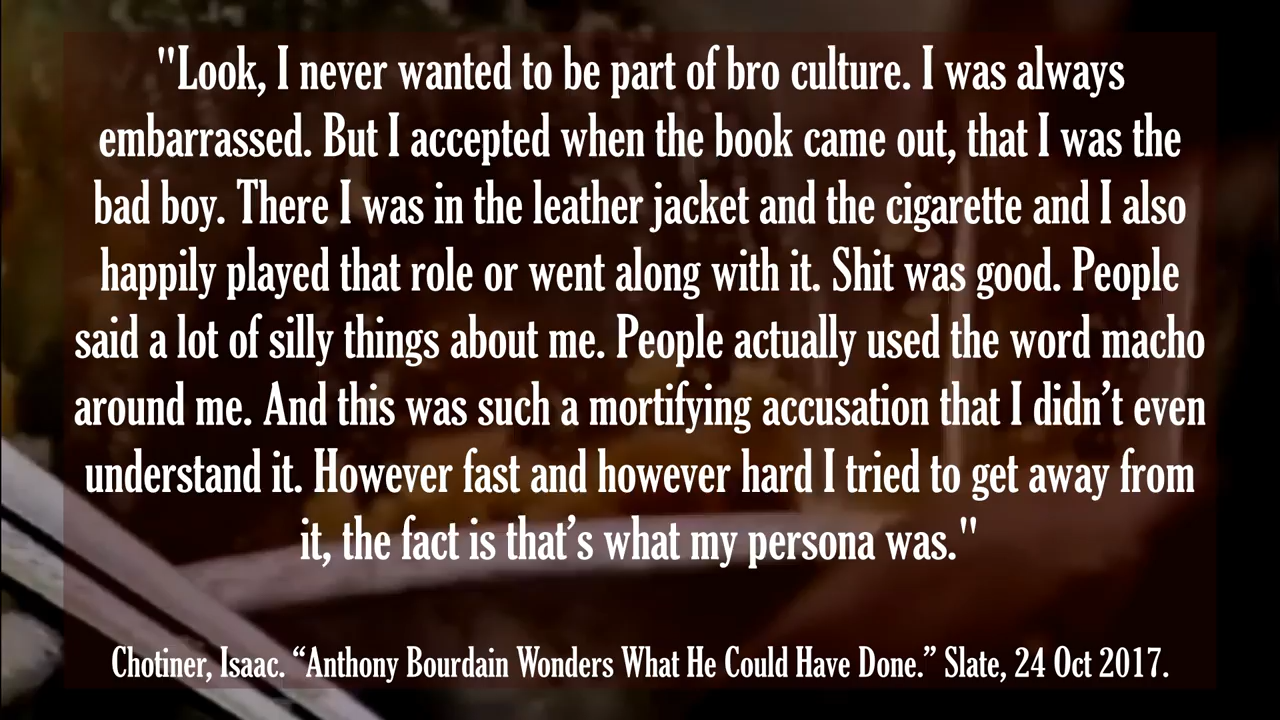 "Look, I never wanted to be part of bro culture. I was always
embarrassed. But I accepted when the book came out, that I was the
bad boy. There I was in the leather jacket and the cigarette and I also
happily played that role or went along with it. Shit was good. People
said a lot of silly things about me. People actually used the word macho
around me. And this was such a mortifying accusation that I didn’t even
understand it. However fast and however hard I tried to get away from
it, the fact is that’s what my persona was."
Chotiner, Isaac. “Anthony Bourdain Wonders What He Could Have Done.” Slate, 24 Oct 2017.